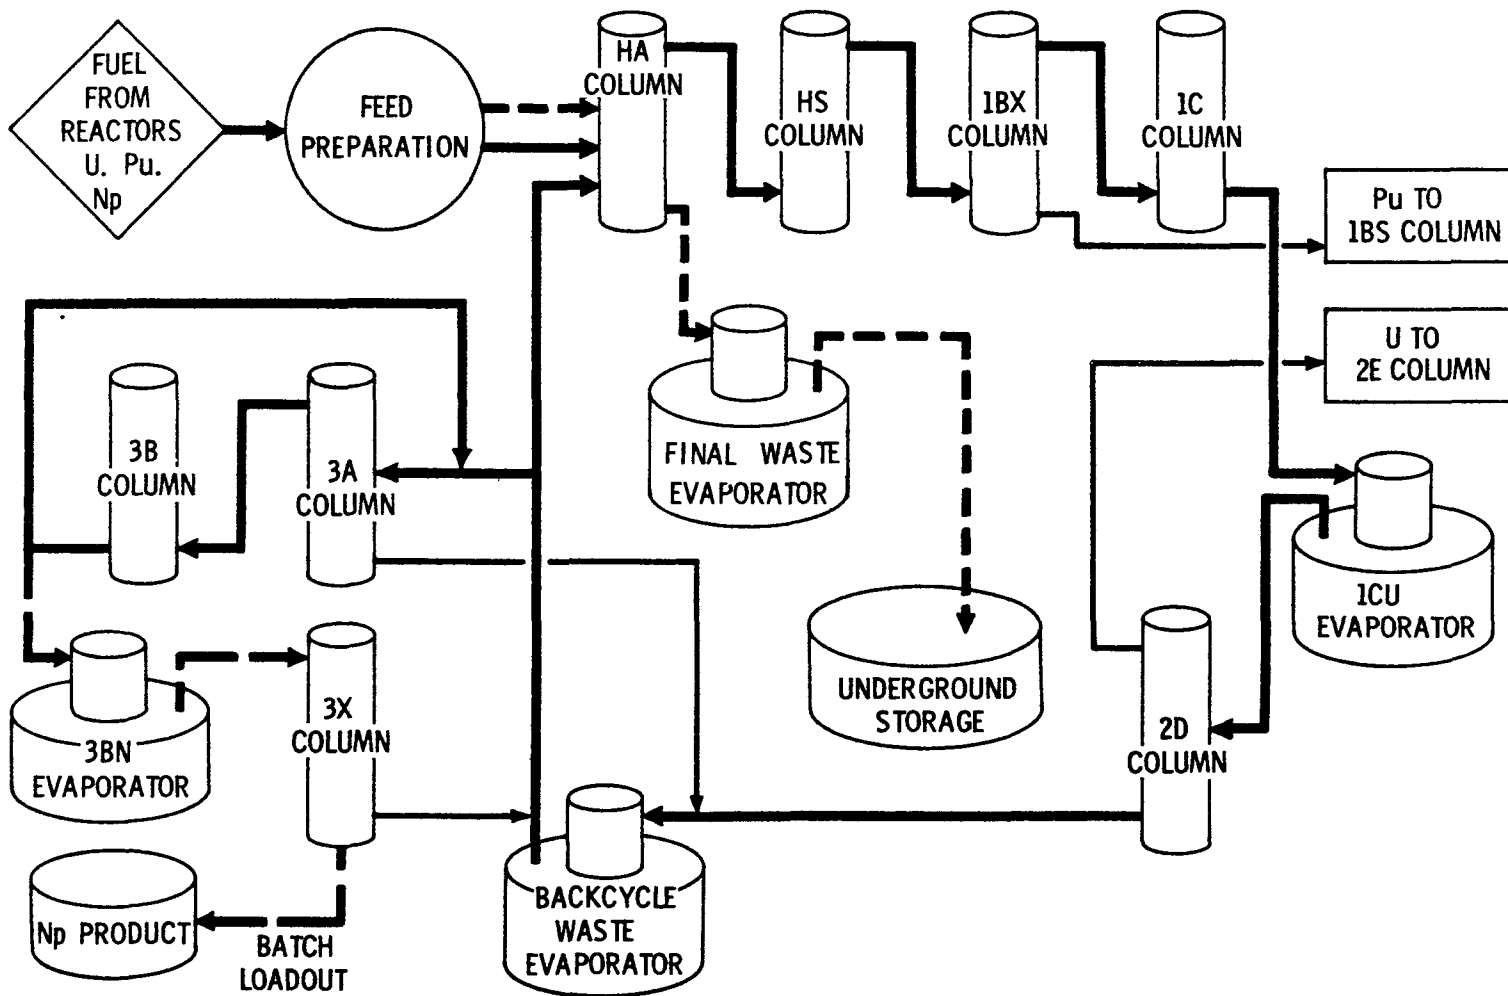 FUEL
FROM
REACTORS
U. Pu.
Np
FEED
PREPARATION
HA
COLUMN
HS
COLUMN
1BX
COLUMN
1C
COLUMN
Pu TO
1BS COLUMN
U TO
2E COLUMN
3B
COLUMN
3A
COLUMN
FINAL WASTE
EVAPORATOR
1CU
EVAPORATOR
UNDERGROUND
STORAGE
2D
COLUMN
3BN
EVAPORATOR
3X
COLUMN
Np PRODUCT
BATCH
LOADOUT
BACKCYCLE
WASTE
EVAPORATOR